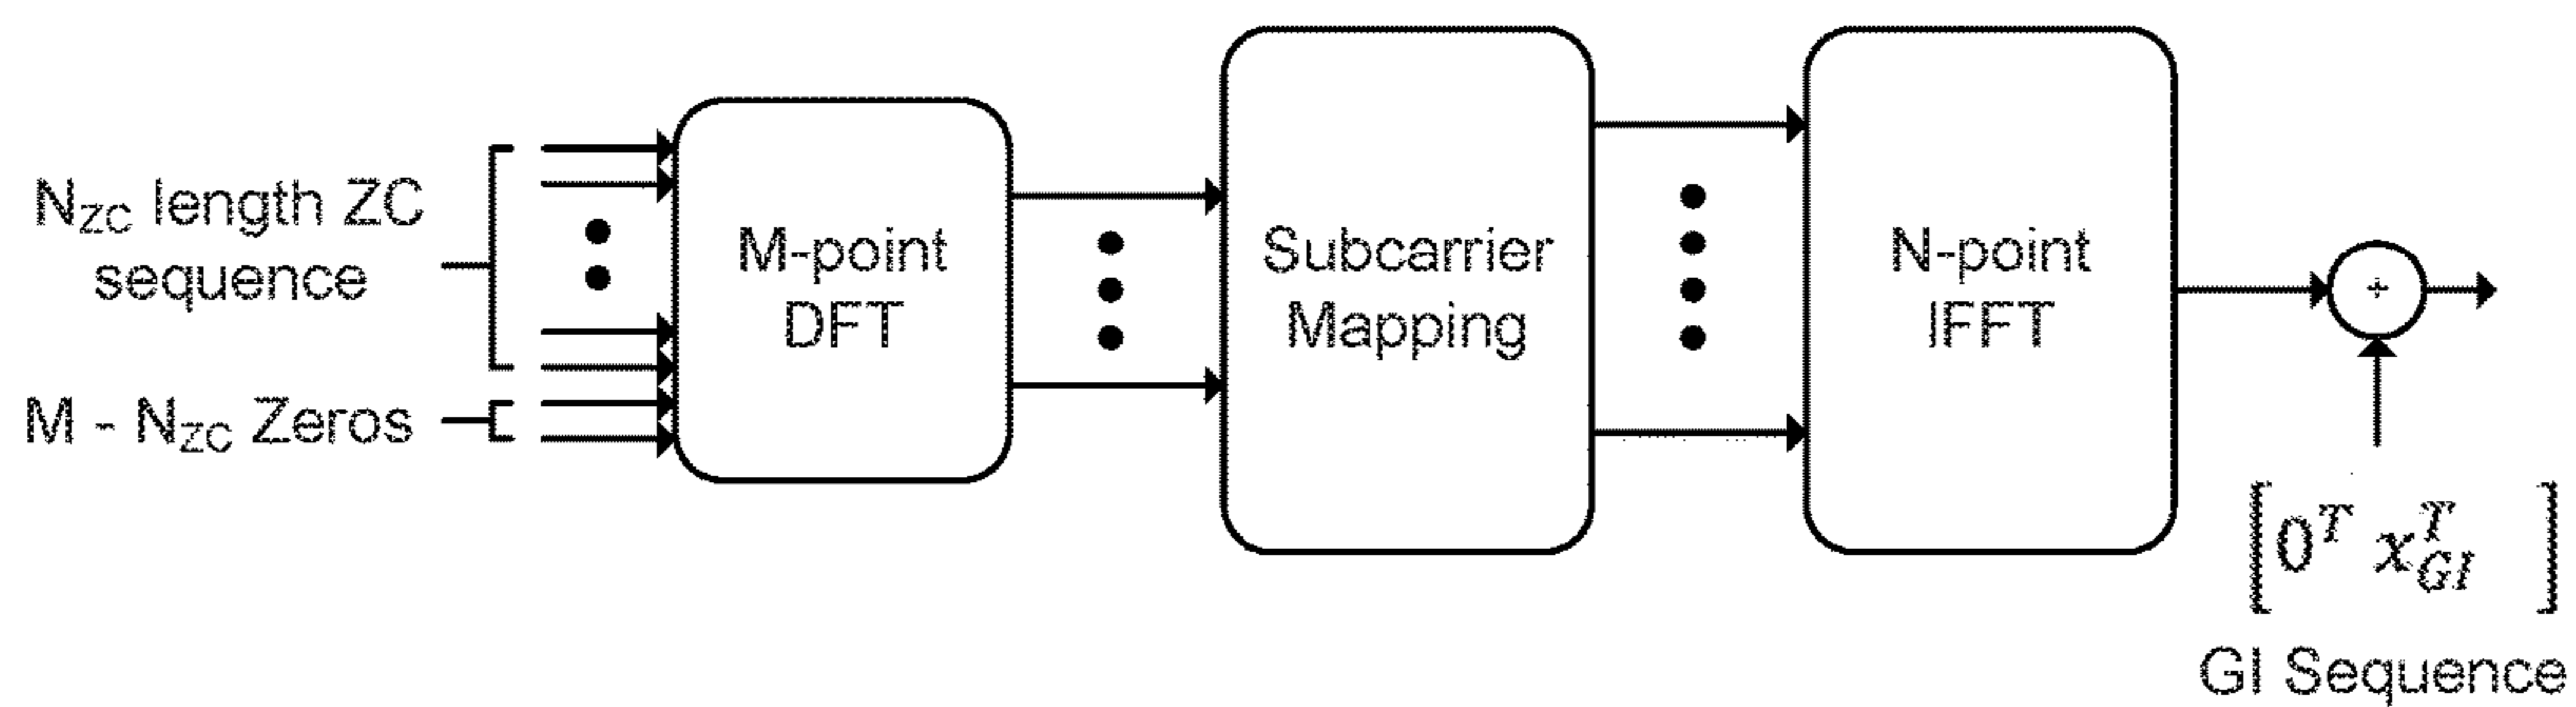 N_ZC length ZC
sequence
M - N_ZC Zeros
M-point
DFT
Subcarrier
Mapping
N-point
IFFT
+
[0^T x_GI^T ]
GI Sequence